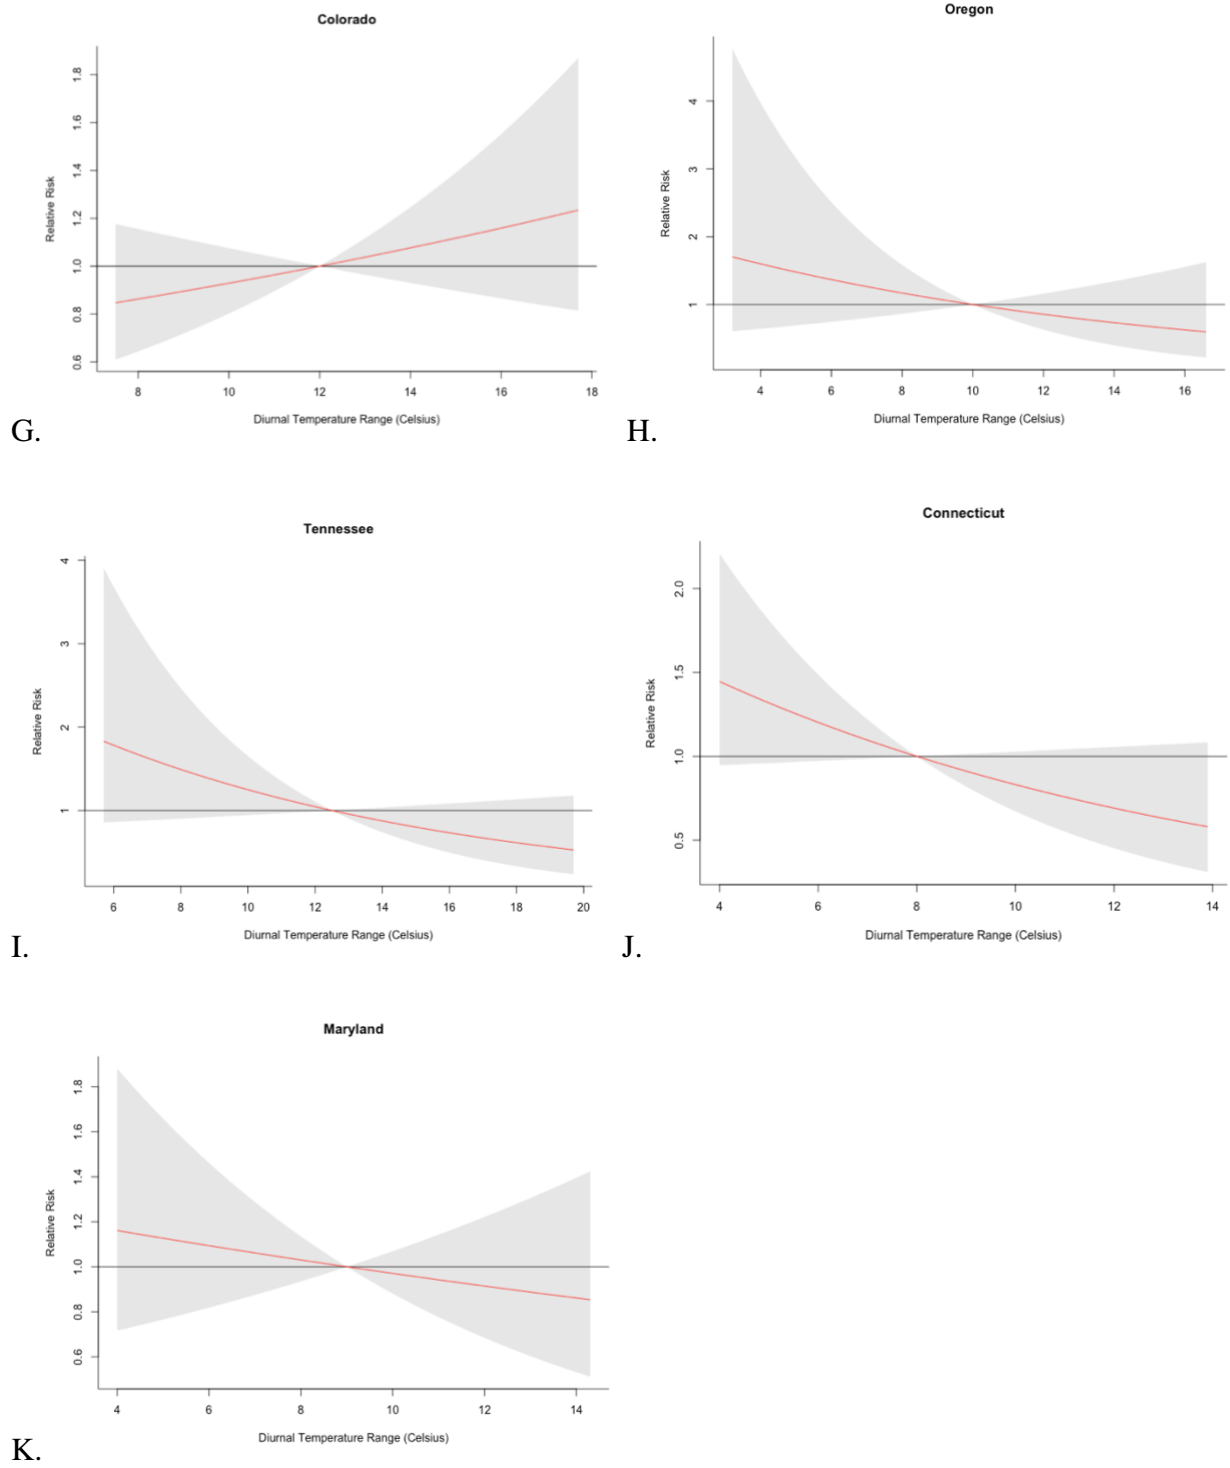 Colorado
Relative Risk
0.6 0.8 1.0 1.2 1.4 1.6 1.8
8 10 12 14 16 18
Diurnal Temperature Range (Celsius)
G.
Oregon
Relative Risk
1 2 3 4
4 6 8 10 12 14 16
Diurnal Temperature Range (Celsius)
H.
Tennessee
Relative Risk
1 2 3 4
6 8 10 12 14 16 18 20
Diurnal Temperature Range (Celsius)
I.
Connecticut
Relative Risk
0.5 1.0 1.5 2.0
4 6 8 10 12 14
Diurnal Temperature Range (Celsius)
J.
Maryland
Relative Risk
0.6 0.8 1.0 1.2 1.4 1.6 1.8
4 6 8 10 12 14
Diurnal Temperature Range (Celsius)
K.